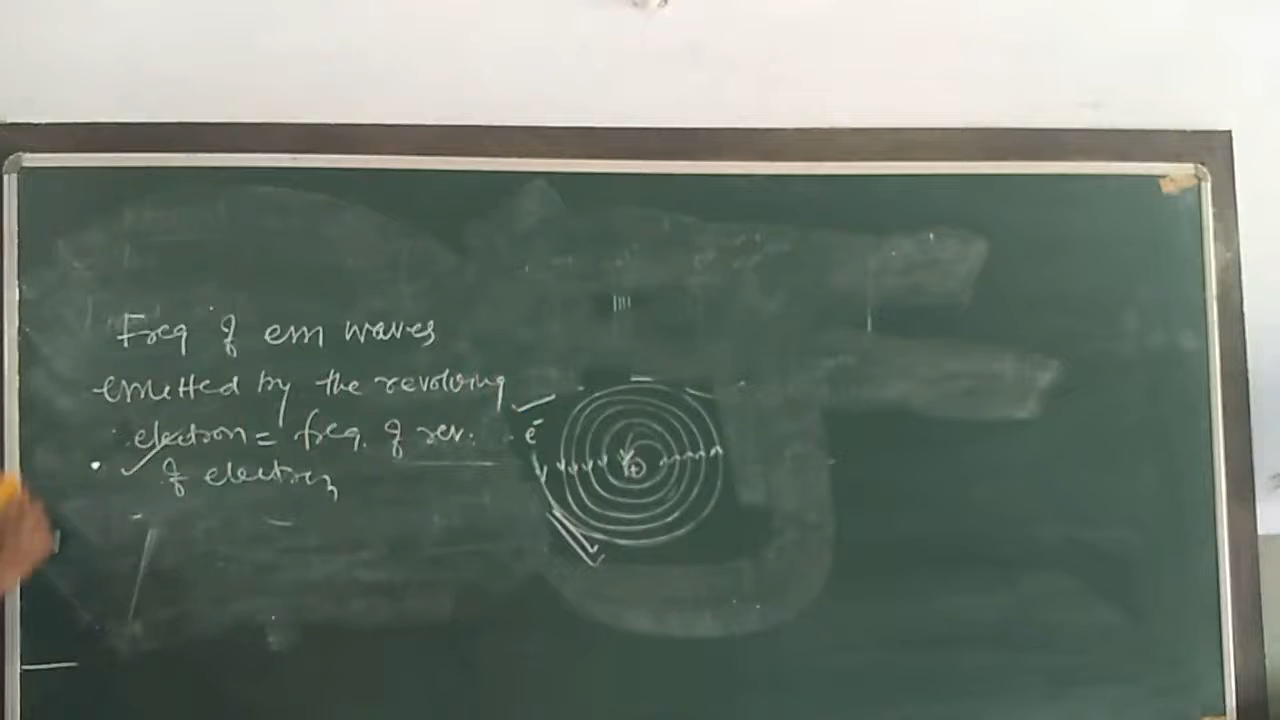 Freq of em waves
emitted by the revolving
electron = freq. of rev.
of electron
e⁻
+